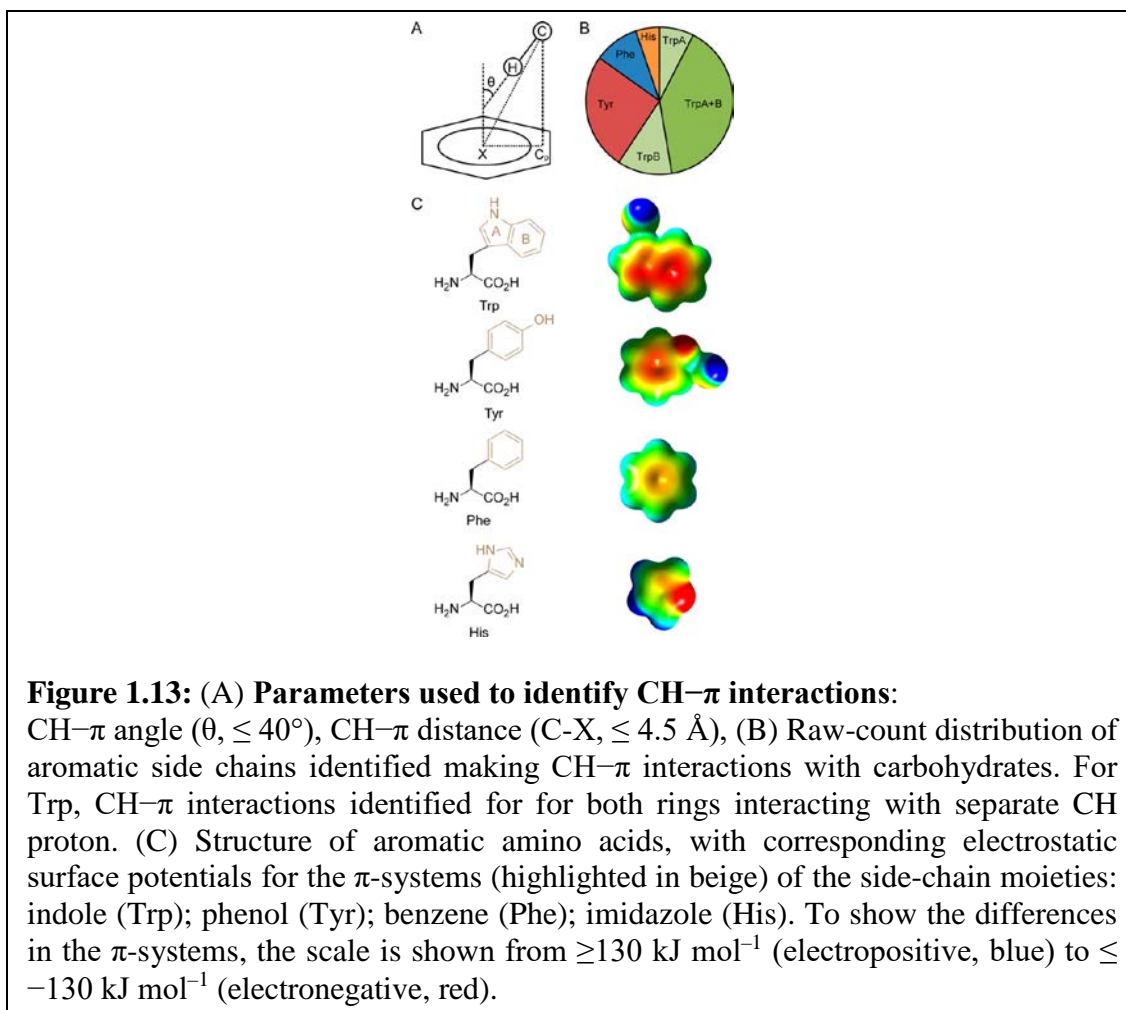 A
C
H
θ
X
Cp
B
His
TrpA
Phe
Tyr
TrpA+B
TrpB
C
H
N
A
B
H₂N
CO₂H
Trp
OH
H₂N
CO₂H
Tyr
H₂N
CO₂H
Phe
HN
N
H₂N
CO₂H
His
Figure 1.13: (A) Parameters used to identify CH−π interactions:
CH−π angle (θ, ≤ 40°), CH−π distance (C-X, ≤ 4.5 Å), (B) Raw-count distribution of
aromatic side chains identified making CH−π interactions with carbohydrates. For
Trp, CH−π interactions identified for for both rings interacting with separate CH
proton. (C) Structure of aromatic amino acids, with corresponding electrostatic
surface potentials for the π-systems (highlighted in beige) of the side-chain moieties:
indole (Trp); phenol (Tyr); benzene (Phe); imidazole (His). To show the differences
in the π-systems, the scale is shown from ≥130 kJ mol⁻¹ (electropositive, blue) to ≤
−130 kJ mol⁻¹ (electronegative, red).